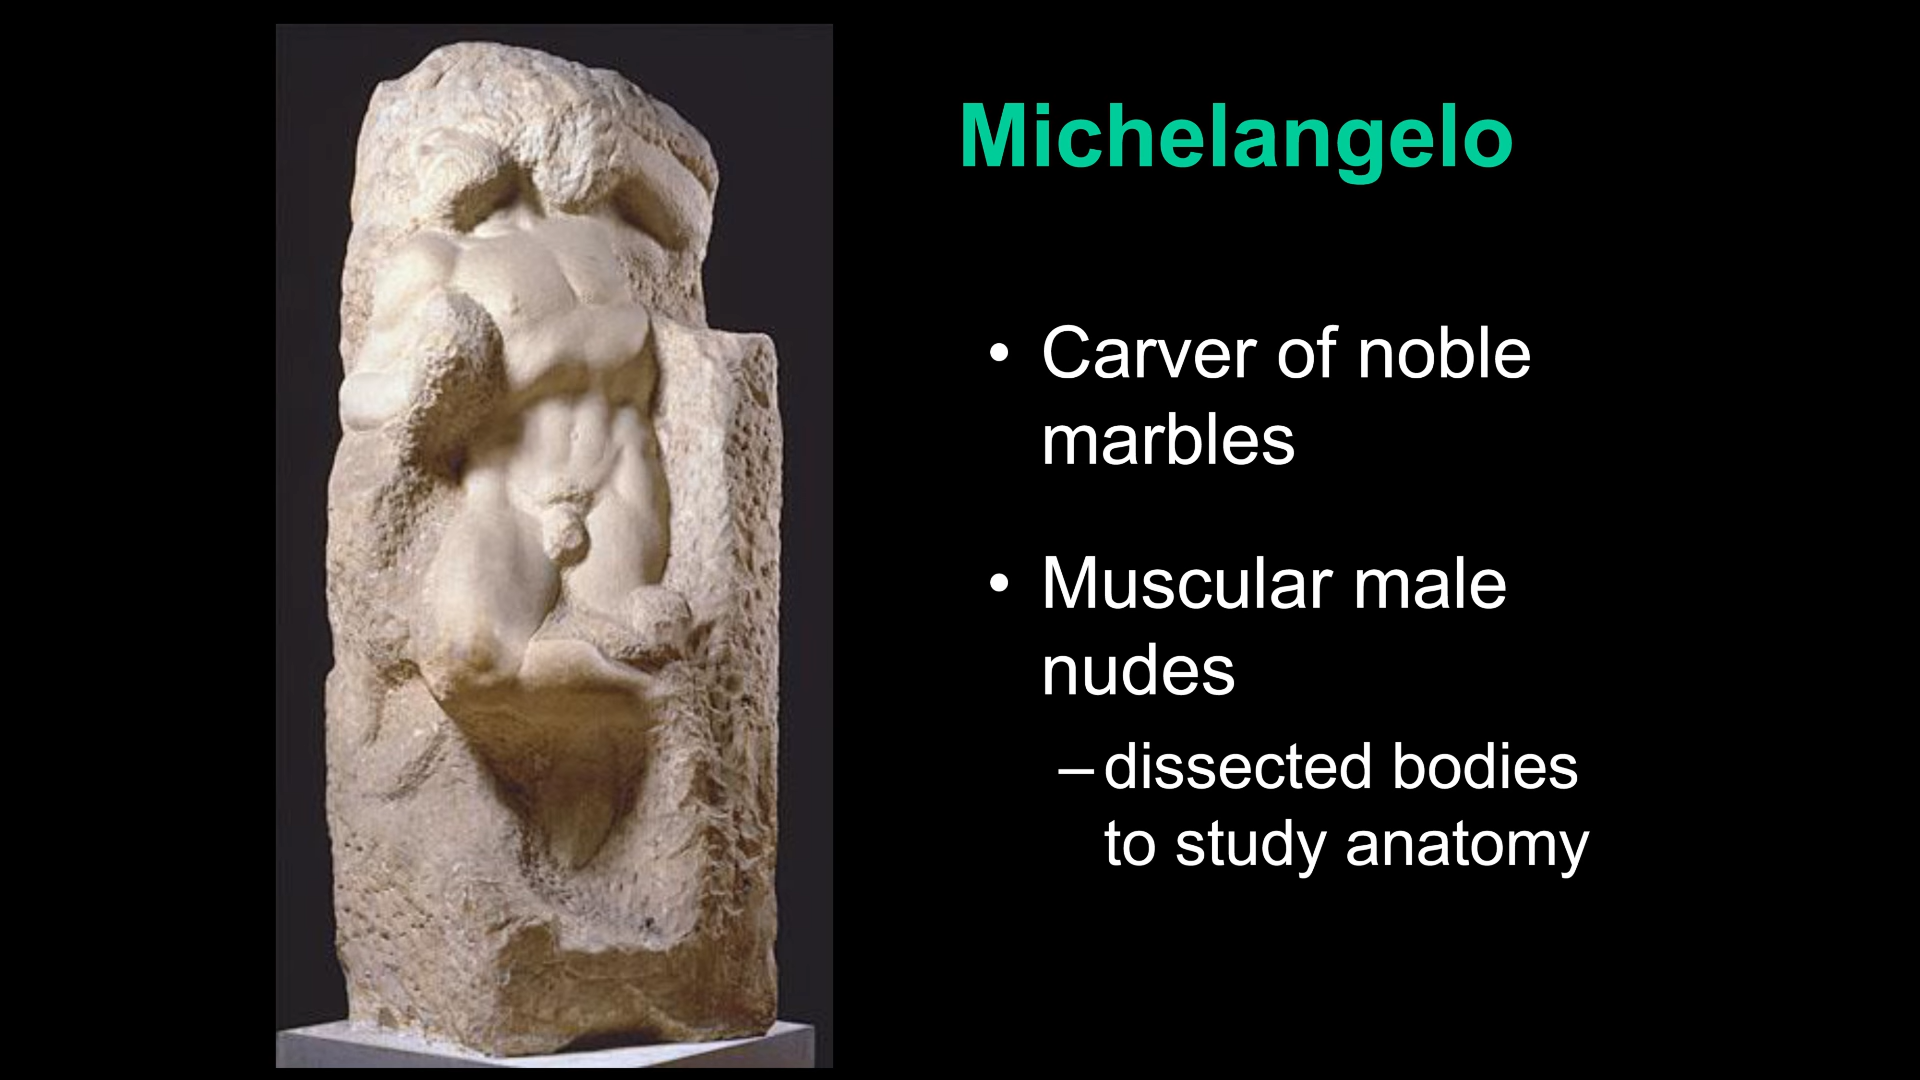 Michelangelo
• Carver of noble
marbles
• Muscular male
nudes
– dissected bodies
to study anatomy